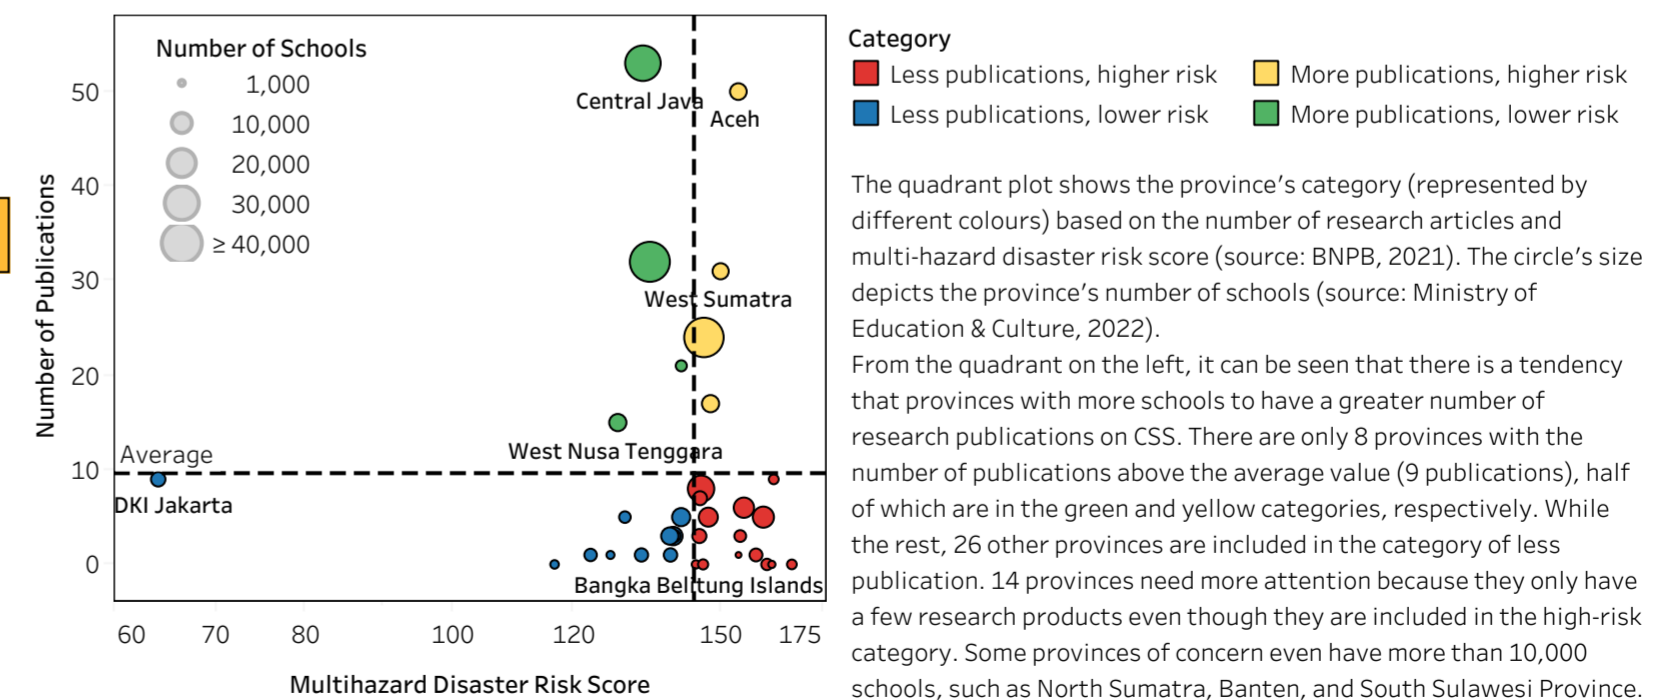 Number of Schools
1,000
10,000
20,000
30,000
≥ 40,000
Number of Publications
50
40
30
20
10
0
Central Java
Aceh
West Sumatra
West Nusa Tenggara
Average
DKI Jakarta
Bangka Belitung Islands
60 70 80 100 120 150 175
Multihazard Disaster Risk Score
Category
Less publications, higher risk
More publications, higher risk
Less publications, lower risk
More publications, lower risk
The quadrant plot shows the province's category (represented by
different colours) based on the number of research articles and
multi-hazard disaster risk score (source: BNPB, 2021). The circle's size
depicts the province's number of schools (source: Ministry of
Education & Culture, 2022).
From the quadrant on the left, it can be seen that there is a tendency
that provinces with more schools to have a greater number of
research publications on CSS. There are only 8 provinces with the
number of publications above the average value (9 publications), half
of which are in the green and yellow categories, respectively. While
the rest, 26 other provinces are included in the category of less
publication. 14 provinces need more attention because they only have
a few research products even though they are included in the high-risk
category. Some provinces of concern even have more than 10,000
schools, such as North Sumatra, Banten, and South Sulawesi Province.